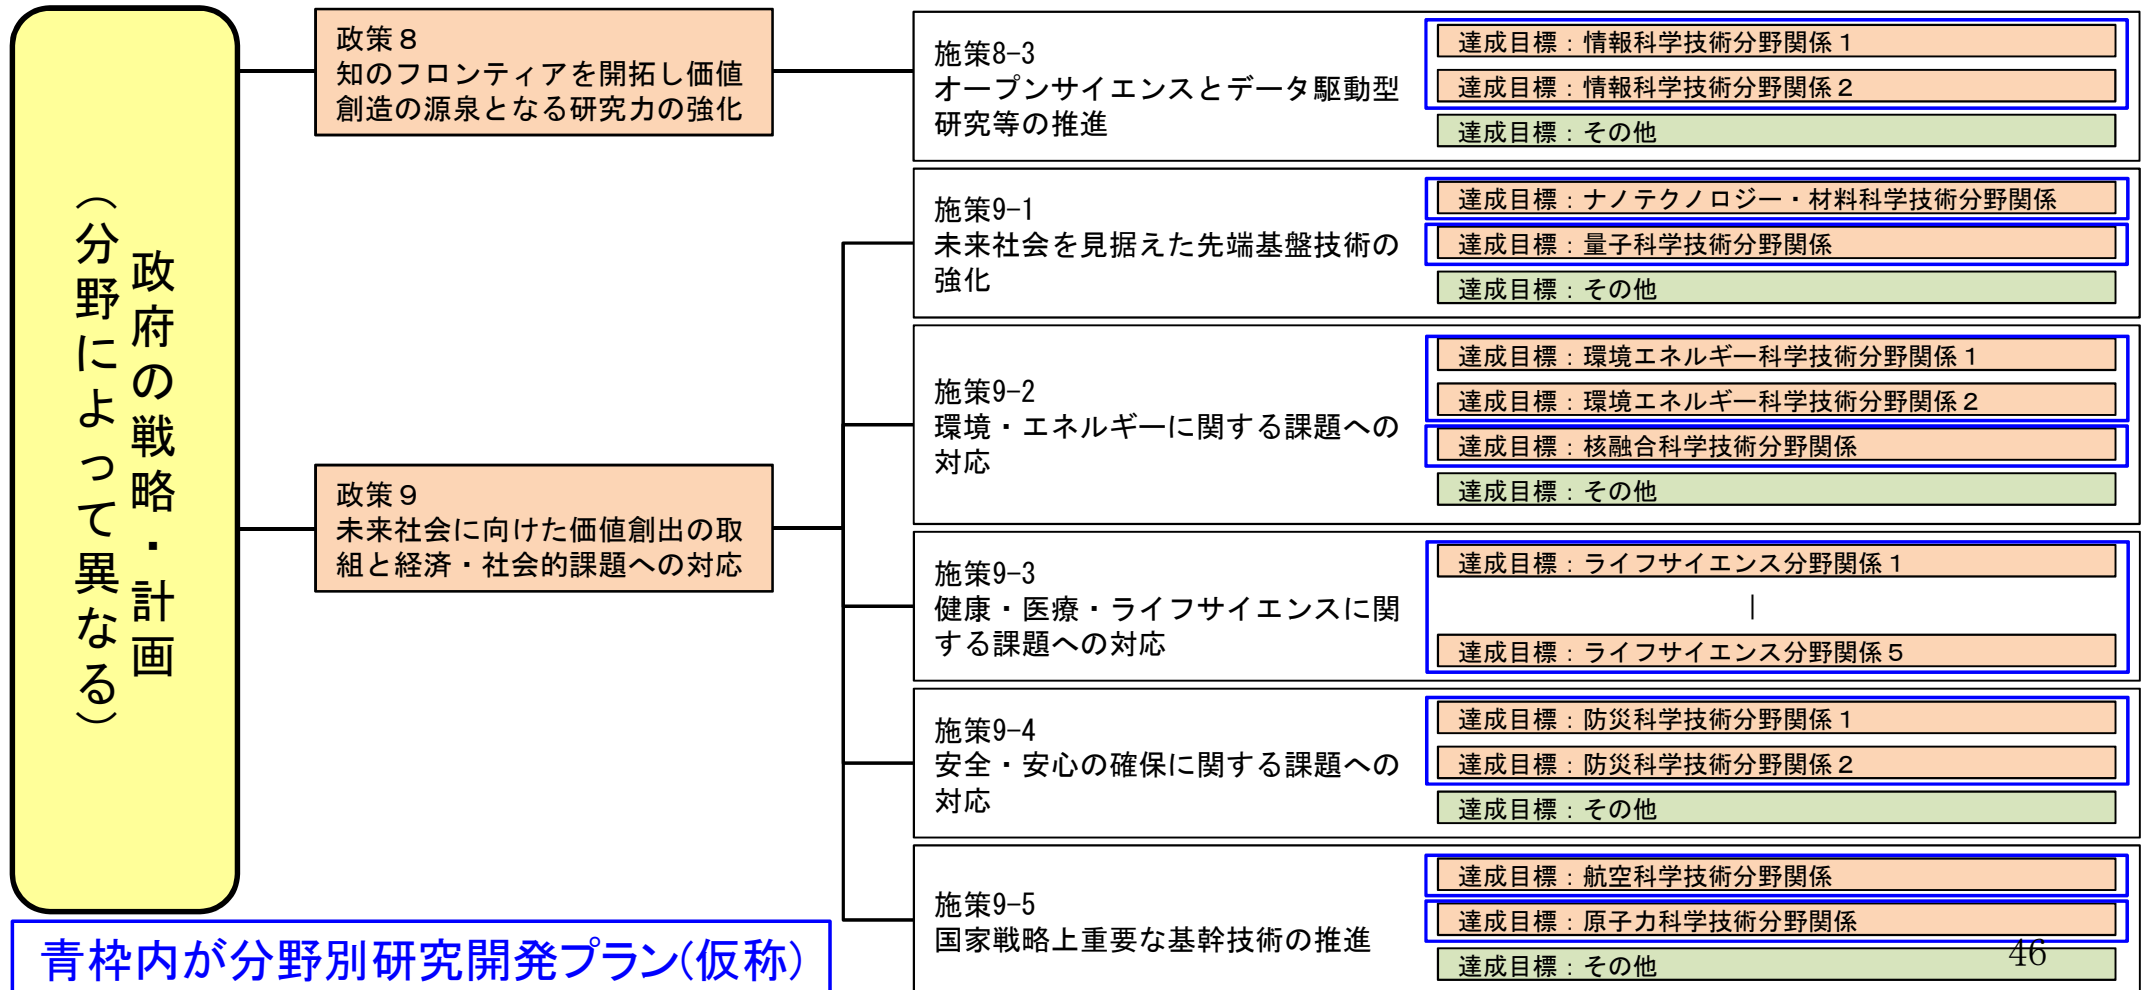 政府の戦略・計画
（分野によって異なる）
政策８
知のフロンティアを開拓し価値
創造の源泉となる研究力の強化
施策8-3
オープンサイエンスとデータ駆動型
研究等の推進
達成目標：情報科学技術分野関係１
達成目標：情報科学技術分野関係２
達成目標：その他
政策９
未来社会に向けた価値創出の取
組と経済・社会的課題への対応
施策9-1
未来社会を見据えた先端基盤技術の
強化
達成目標：ナノテクノロジー・材料科学技術分野関係
達成目標：量子科学技術分野関係
達成目標：その他
施策9-2
環境・エネルギーに関する課題への
対応
達成目標：環境エネルギー科学技術分野関係１
達成目標：環境エネルギー科学技術分野関係２
達成目標：核融合科学技術分野関係
達成目標：その他
施策9-3
健康・医療・ライフサイエンスに関
する課題への対応
達成目標：ライフサイエンス分野関係１
｜
達成目標：ライフサイエンス分野関係５
施策9-4
安全・安心の確保に関する課題への
対応
達成目標：防災科学技術分野関係１
達成目標：防災科学技術分野関係２
達成目標：その他
施策9-5
国家戦略上重要な基幹技術の推進
達成目標：航空科学技術分野関係
達成目標：原子力科学技術分野関係
達成目標：その他
青枠内が分野別研究開発プラン(仮称)
46